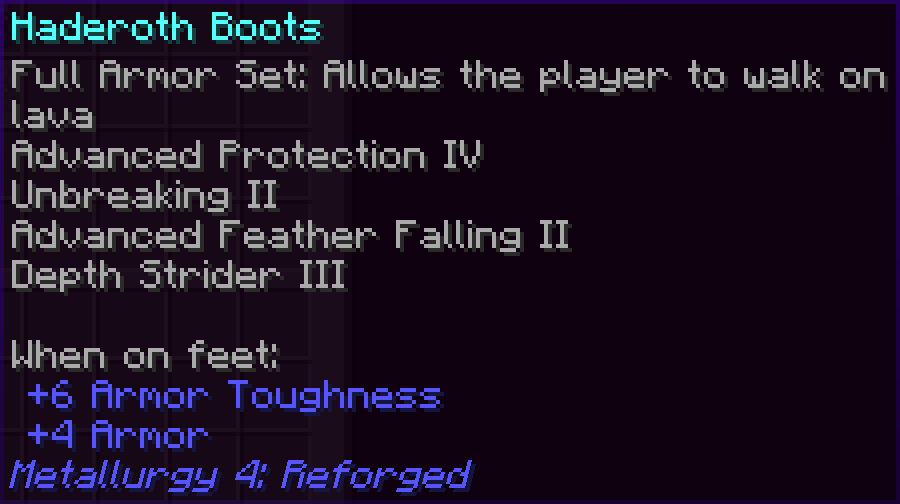 Haderoth Boots
Full Armor Set: Allows the player to walk on
lava
Advanced Protection IV
Unbreaking II
Advanced Feather Falling II
Depth Strider III
When on feet:
+6 Armor Toughness
+4 Armor
Metallurgy 4: Reforged